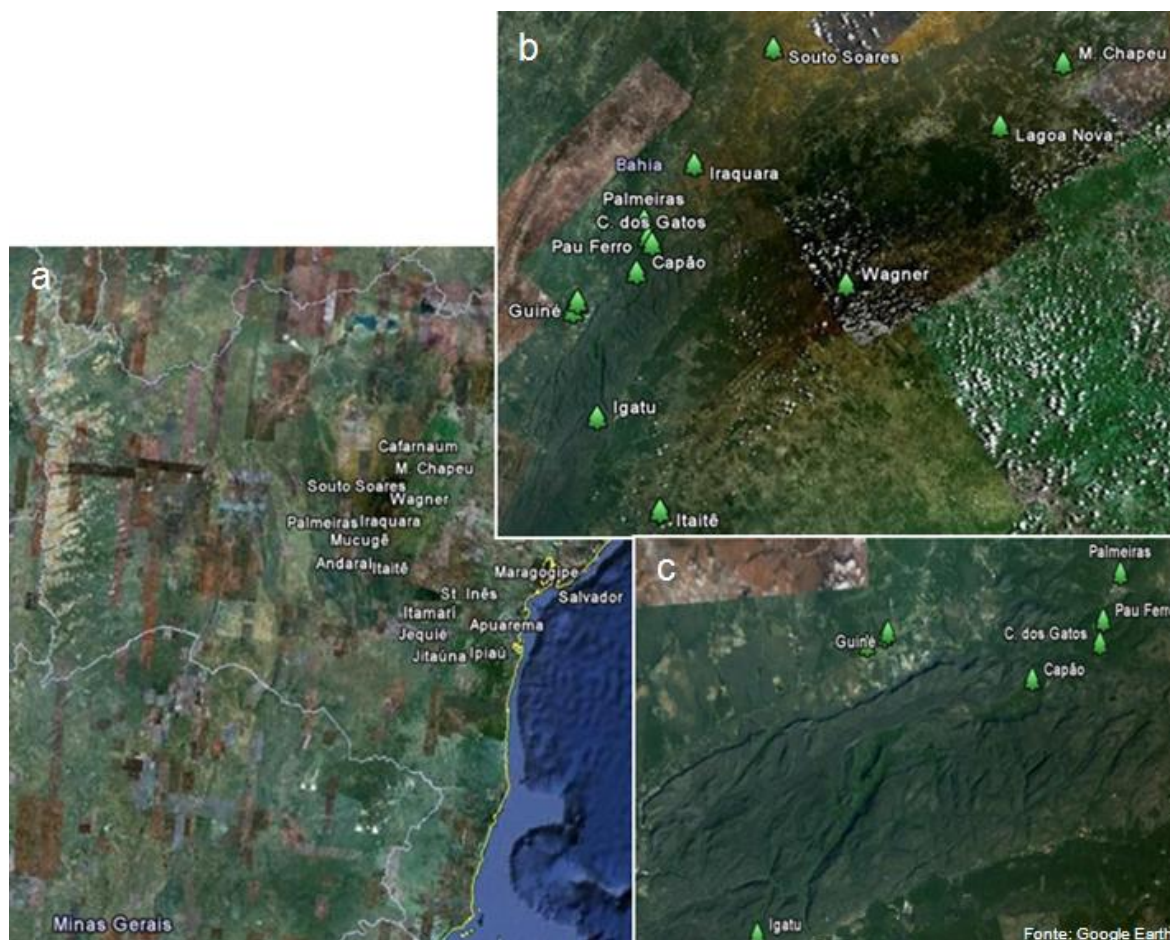 a
Cafarnaum
M. Chapeu
Souto Soares
Wagner
Palmeiras Iraquara
Mucugê
Andaraí Itaitê
Maragogipe
Salvador
St. Inês
Itamarí
Apuarema
Jequié
Jitaúna Ipiaú
Minas Gerais
b
Souto Soares
M. Chapeu
Lagoa Nova
Bahia
Iraquara
Palmeiras
C. dos Gatos
Pau Ferro
Capão
Wagner
Guiné
Igatu
Itaitê
c
Palmeiras
Pau Ferr
C. dos Gatos
Guiné
Capão
Igatu
Fonte: Google Earth